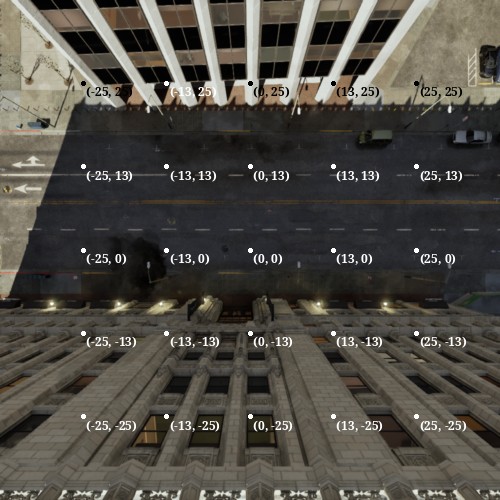 (-25, 25) (-13, 25) (0, 25) (13, 25) (25, 25)
(-25, 13) (-13, 13) (0, 13) (13, 13) (25, 13)
(-25, 0) (-13, 0) (0, 0) (13, 0) (25, 0)
(-25, -13) (-13, -13) (0, -13) (13, -13) (25, -13)
(-25, -25) (-13, -25) (0, -25) (13, -25) (25, -25)